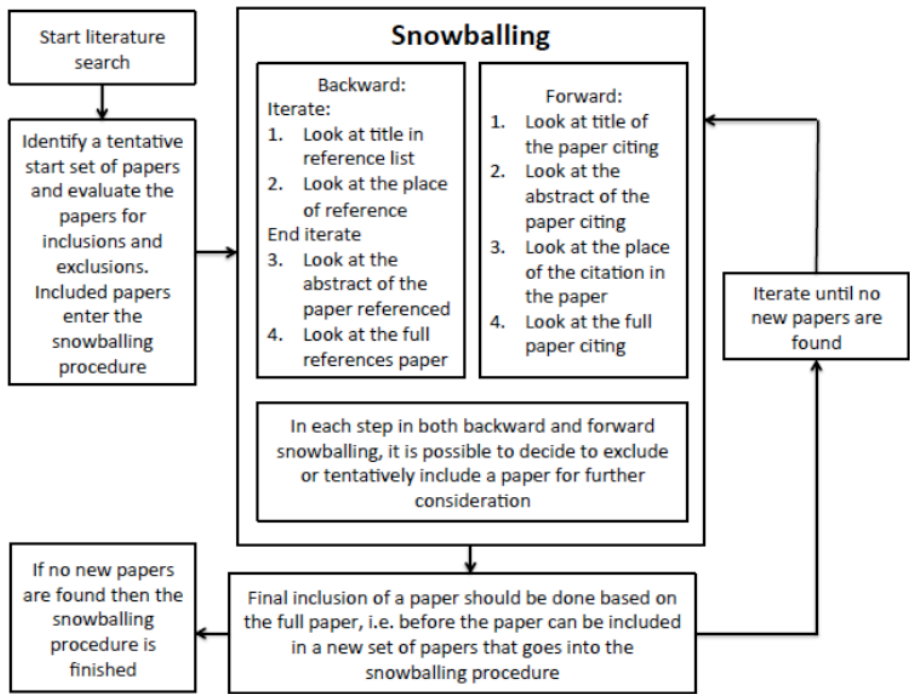 Start literature
search
Identify a tentative
start set of papers
and evaluate the
papers for
inclusions and
exclusions.
Included papers
enter the
snowballing
procedure
Snowballing
Backward:
Iterate:
1. Look at title in
reference list
2. Look at the place
of reference
End iterate
3. Look at the
abstract of the
paper referenced
4. Look at the full
references paper
Forward:
1. Look at title of
the paper citing
2. Look at the
abstract of the
paper citing
3. Look at the place
of the citation in
the paper
4. Look at the full
paper citing
In each step in both backward and forward
snowballing, it is possible to decide to exclude
or tentatively include a paper for further
consideration
Iterate until no
new papers are
found
Final inclusion of a paper should be done based on
the full paper, i.e. before the paper can be included
in a new set of papers that goes into the
snowballing procedure
If no new papers
are found then the
snowballing
procedure is
finished